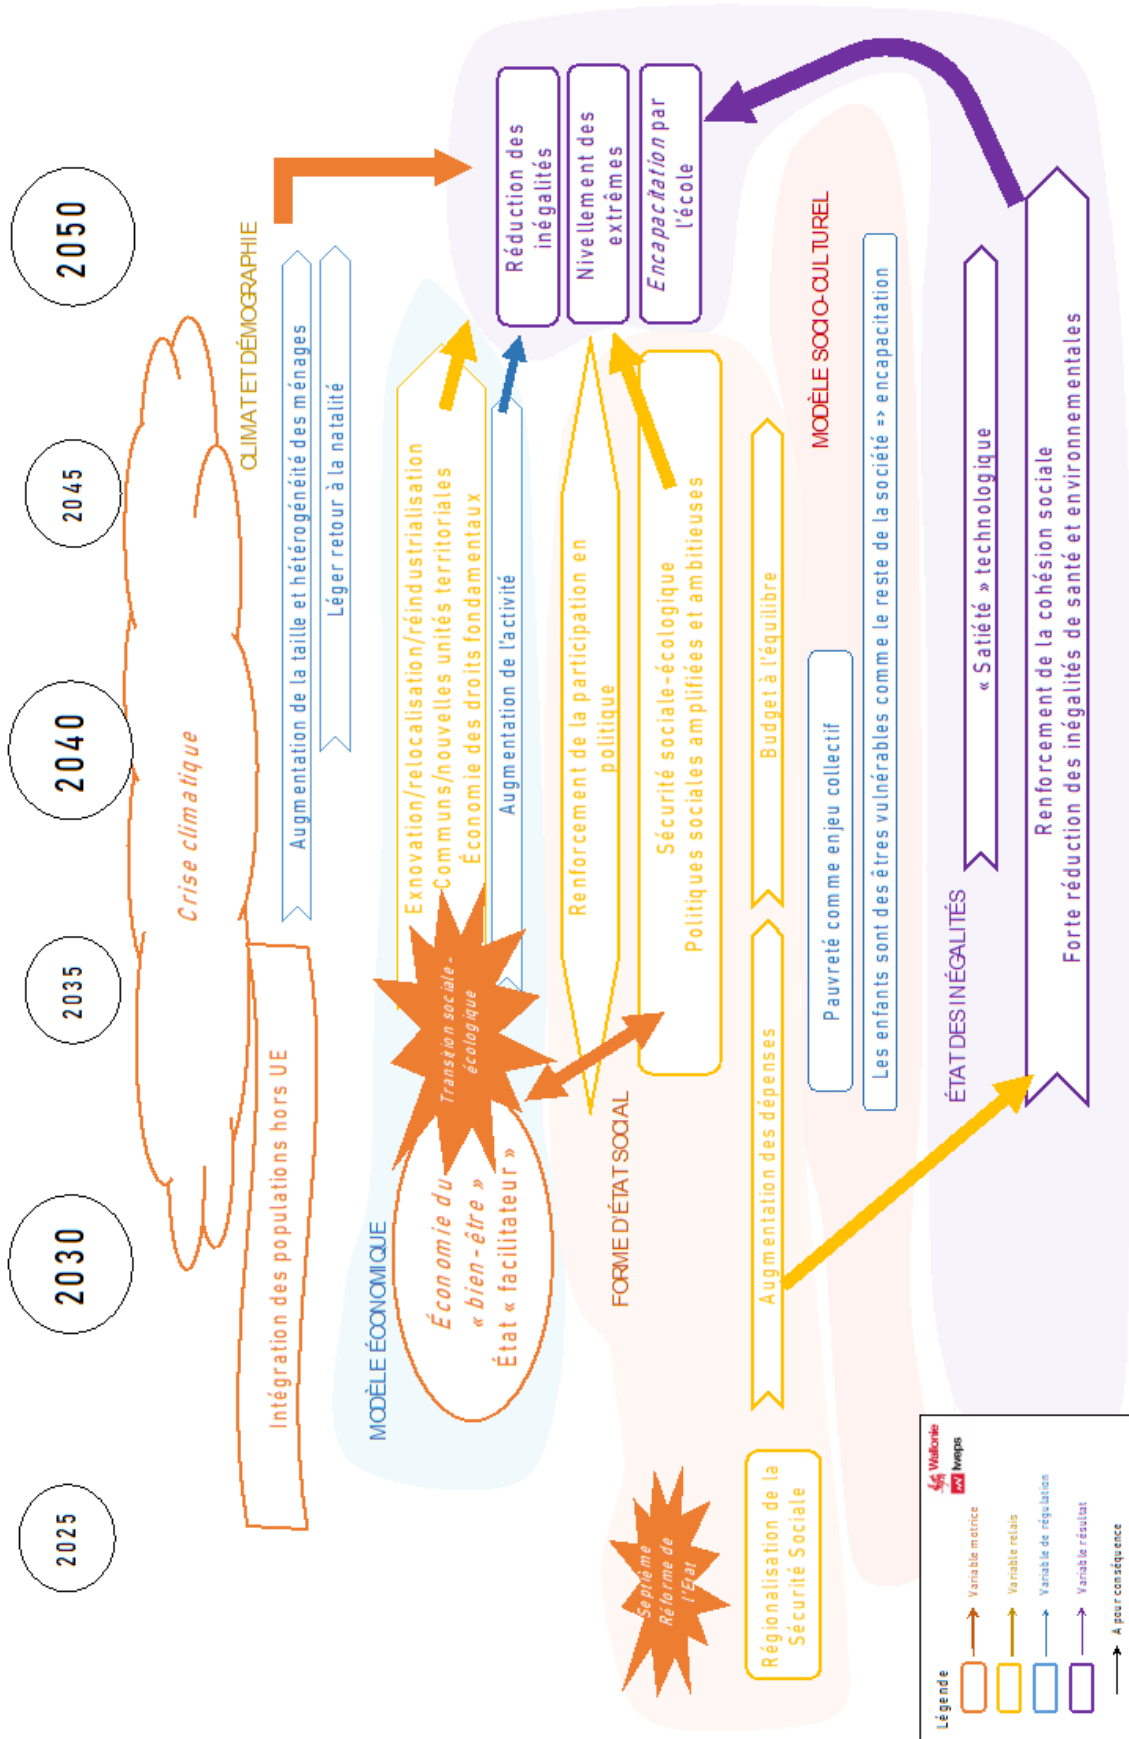 2025
2030
2035
2040
2045
2050
Crise climatique
CLIMAT ET DÉMOGRAPHIE
Intégration des populations hors UE
Augmentation de la taille et hétérogénéité des ménages
Léger retour à la natalité
MODÈLE ÉCONOMIQUE
Économie du
« bien-être »
État « facilitateur »
Transition sociale-
écologique
Exnovation/relocalisation/réindustrialisation
Communs/nouvelles unités territoriales
Économie des droits fondamentaux
Augmentation de l'activité
Réduction des
inégalités
Nivellement des
extrêmes
Encapacitation par
l'école
FORME D'ÉTAT SOCIAL
Renforcement de la participation en
politique
Sécurité sociale-écologique
Politiques sociales amplifiées et ambitieuses
Septième
Réforme de
l'Etat
Régionalisation de la
Sécurité Sociale
Augmentation des dépenses
Budget à l'équilibre
MODÈLE SOCIO-CULTUREL
Pauvreté comme enjeu collectif
Les enfants sont des êtres vulnérables comme le reste de la société => encapacitation
ÉTAT DES INÉGALITÉS
« Satiété » technologique
Renforcement de la cohésion sociale
Forte réduction des inégalités de santé et environnementales
Légende
Wallonie
Iweps
Variable motrice
Variable relais
Variable de régulation
Variable résultat
A pour conséquence